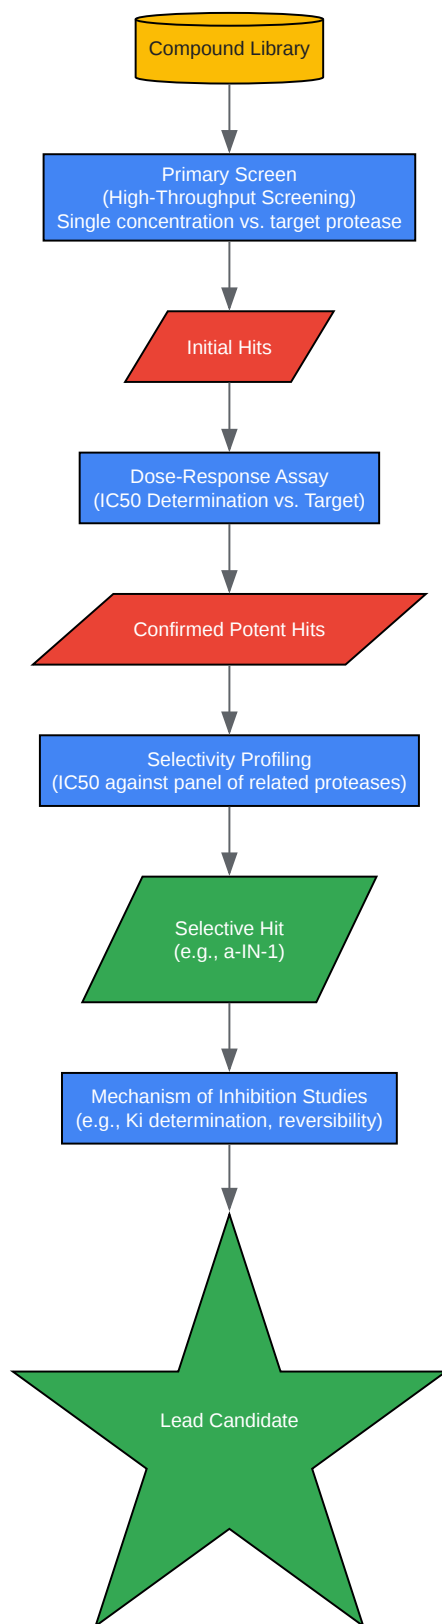 Compound Library
Primary Screen
(High-Throughput Screening)
Single concentration vs. target protease
Initial Hits
Dose-Response Assay
(IC50 Determination vs. Target)
Confirmed Potent Hits
Selectivity Profiling
(IC50 against panel of related proteases)
Selective Hit
(e.g., a-IN-1)
Mechanism of Inhibition Studies
(e.g., Ki determination, reversibility)
Lead Candidate